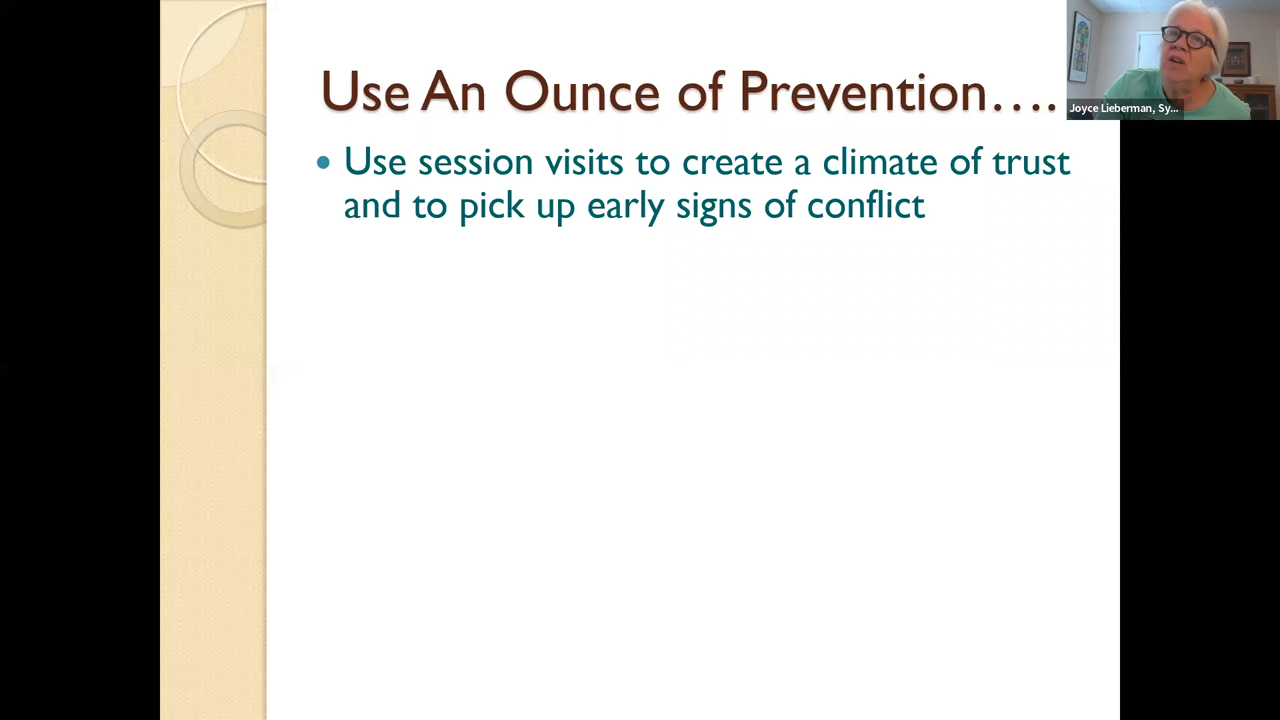 Use An Ounce of Prevention….
Joyce Lieberman, Sy...
• Use session visits to create a climate of trust
and to pick up early signs of conflict